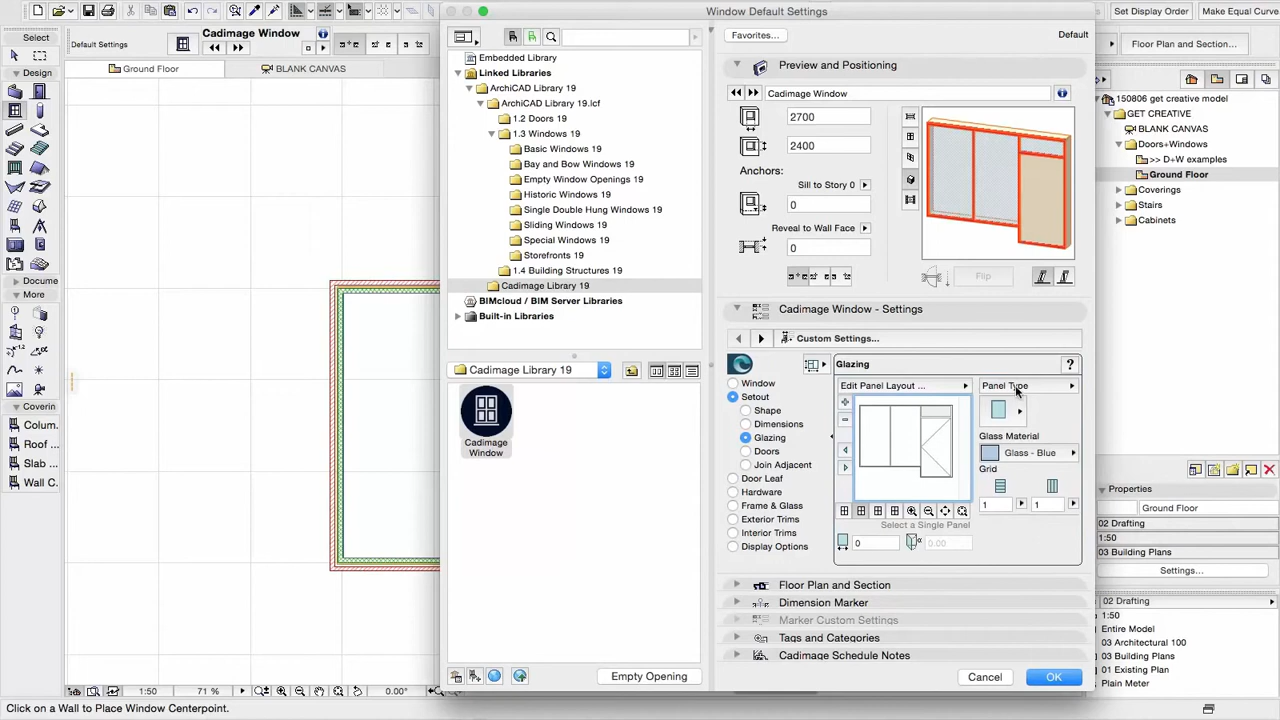 Window Default Settings
Set Display Order
Make Equal Curve
Select
Default Settings
Cadimage Window
Floor Plan and Section...
Design
Ground Floor
BLANK CANVAS
Docume
More
Colum.
Roof ...
Slab ...
Wall C.
Coverin
1:50
71 %
0.00°
Click on a Wall to Place Window Centerpoint.
Embedded Library
Linked Libraries
ArchiCAD Library 19
ArchiCAD Library 19.lcf
1.2 Doors 19
1.3 Windows 19
Basic Windows 19
Bay and Bow Windows 19
Empty Window Openings 19
Historic Windows 19
Single Double Hung Windows 19
Sliding Windows 19
Special Windows 19
Storefronts 19
1.4 Building Structures 19
Cadimage Library 19
BIMcloud / BIM Server Libraries
Built-in Libraries
Cadimage Library 19
Cadimage
Window
Empty Opening
Favorites...
Default
Preview and Positioning
Cadimage Window
2700
2400
Anchors:
Sill to Story 0
0
Reveal to Wall Face
0
Flip
Cadimage Window - Settings
Custom Settings...
Glazing
?
Window
Setout
Shape
Dimensions
Glazing
Doors
Join Adjacent
Door Leaf
Hardware
Frame & Glass
Exterior Trims
Interior Trims
Display Options
Edit Panel Layout ...
Panel Type
Glass Material
Glass - Blue
Grid
1
1
Select a Single Panel
0
0.00
Floor Plan and Section
Dimension Marker
Marker Custom Settings
Tags and Categories
Cadimage Schedule Notes
Cancel
OK
150806 get creative model
GET CREATIVE
BLANK CANVAS
Doors+Windows
>> D+W examples
Ground Floor
Coverings
Stairs
Cabinets
Properties
Ground Floor
02 Drafting
1:50
03 Building Plans
Settings...
02 Drafting
1:50
Entire Model
03 Architectural 100
03 Building Plans
01 Existing Plan
Plain Meter